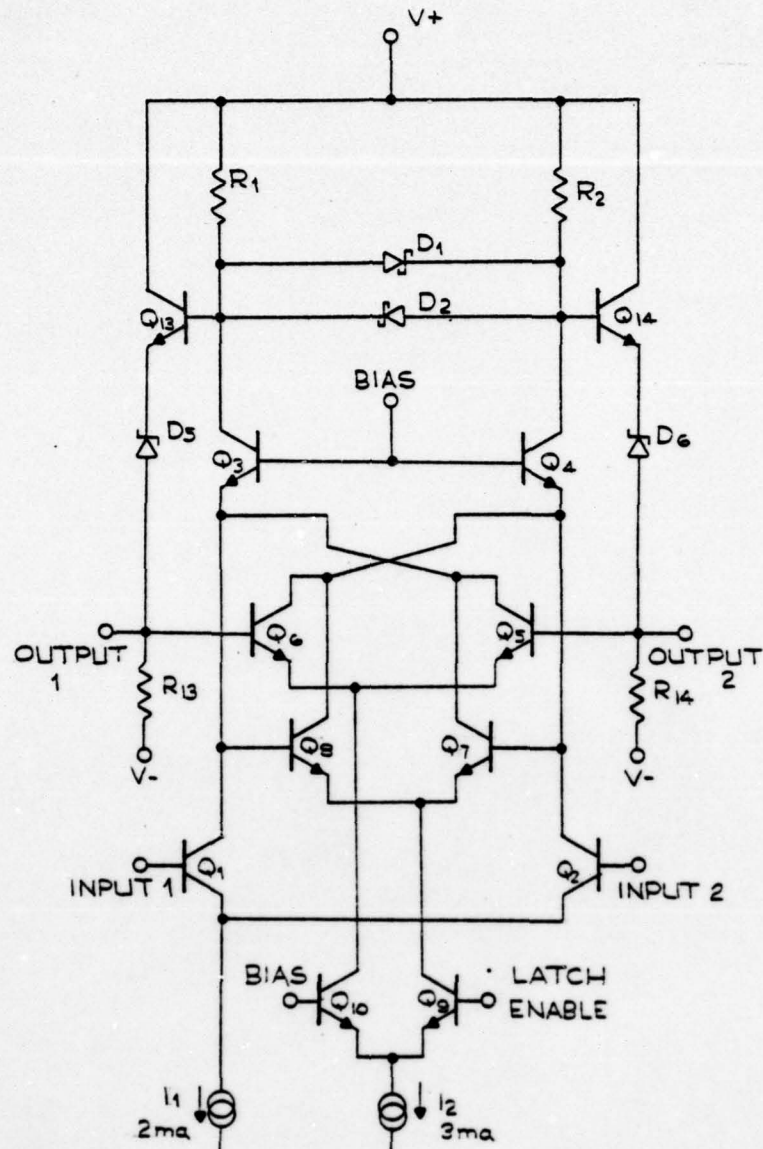 V+
R1
R2
D1
D2
Q13
Q14
BIAS
D5
D6
Q3
Q4
Q6
Q5
OUTPUT
1
OUTPUT
2
R13
R14
Q8
Q7
V-
V-
Q1
Q2
INPUT 1
INPUT 2
BIAS
LATCH
ENABLE
Q10
Q9
I1
2ma
I2
3ma